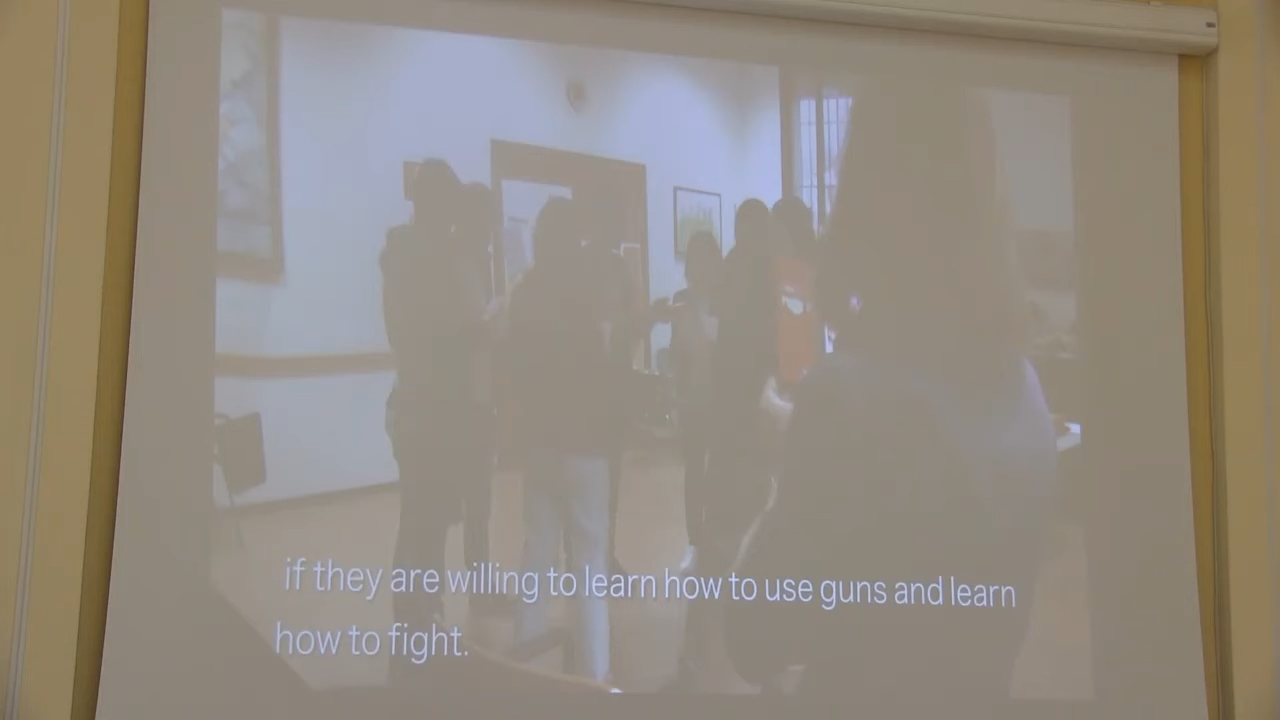 if they are willing to learn how to use guns and learn
how to fight.